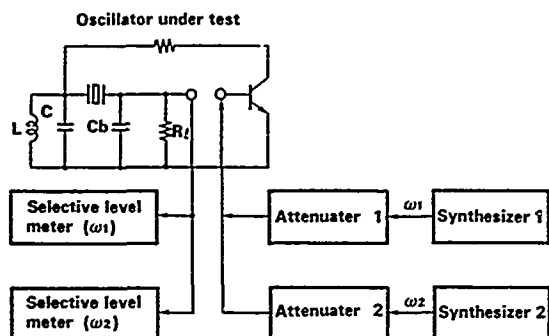 Oscillator under test
C
L
Cb
Rℓ
Selective level
meter (ω1)
Attenuater 1
ω1
Synthesizer 1
Selective level
meter (ω2)
Attenuater 2
ω2
Synthesizer 2